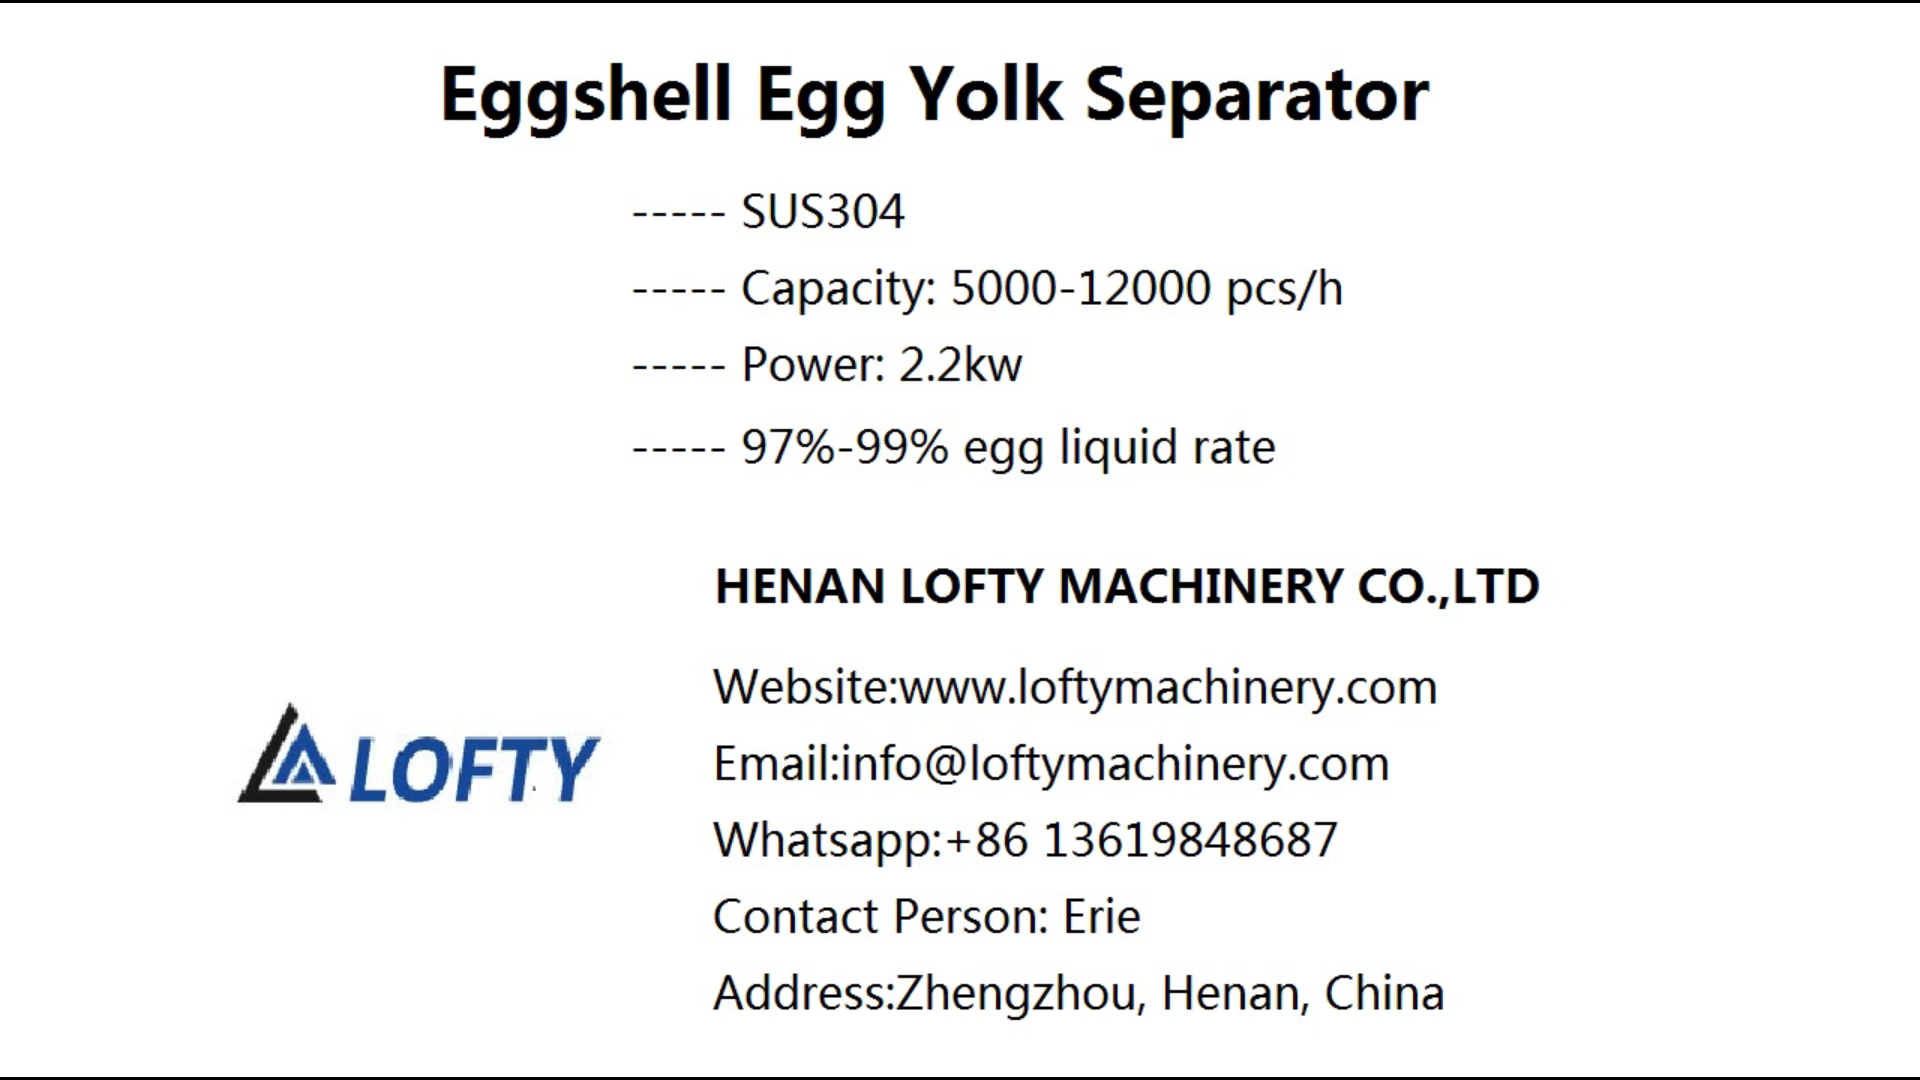 Eggshell Egg Yolk Separator
----- SUS304
----- Capacity: 5000-12000 pcs/h
----- Power: 2.2kw
----- 97%-99% egg liquid rate
HENAN LOFTY MACHINERY CO.,LTD
Website:www.loftymachinery.com
LOFTY
Email:info@loftymachinery.com
Whatsapp:+86 13619848687
Contact Person: Erie
Address:Zhengzhou, Henan, China